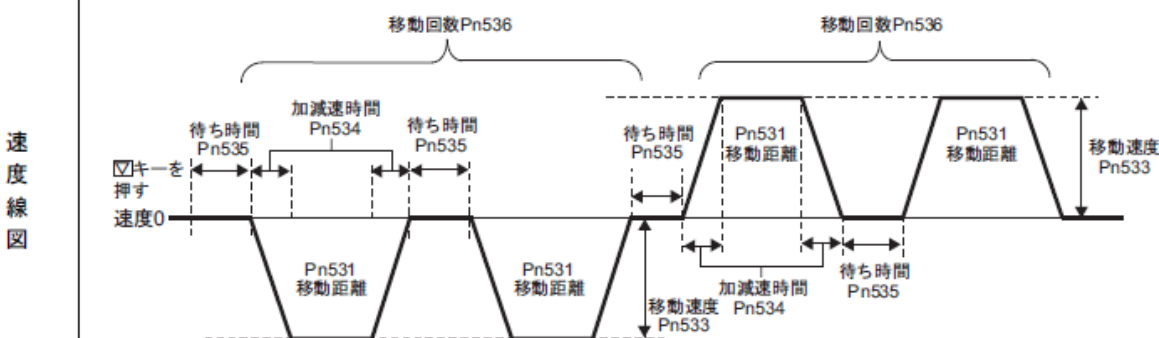 速度線図
移動回数Pn536
移動回数Pn536
加減速時間
Pn534
待ち時間
Pn535
待ち時間
Pn535
▽キーを
押す
速度0
Pn531
移動距離
Pn531
移動距離
移動速度
Pn533
待ち時間
Pn535
Pn531
移動距離
Pn531
移動距離
移動速度
Pn533
加減速時間
Pn534
待ち時間
Pn535